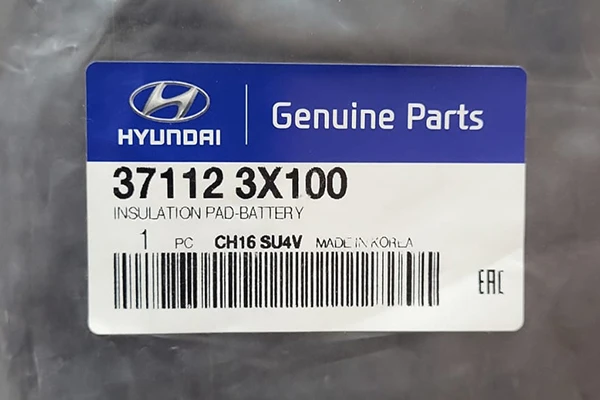 HYUNDAI
Genuine Parts
37112 3X100
INSULATION PAD-BATTERY
1 PC CH16 SU4V MADE IN KOREA
EAC